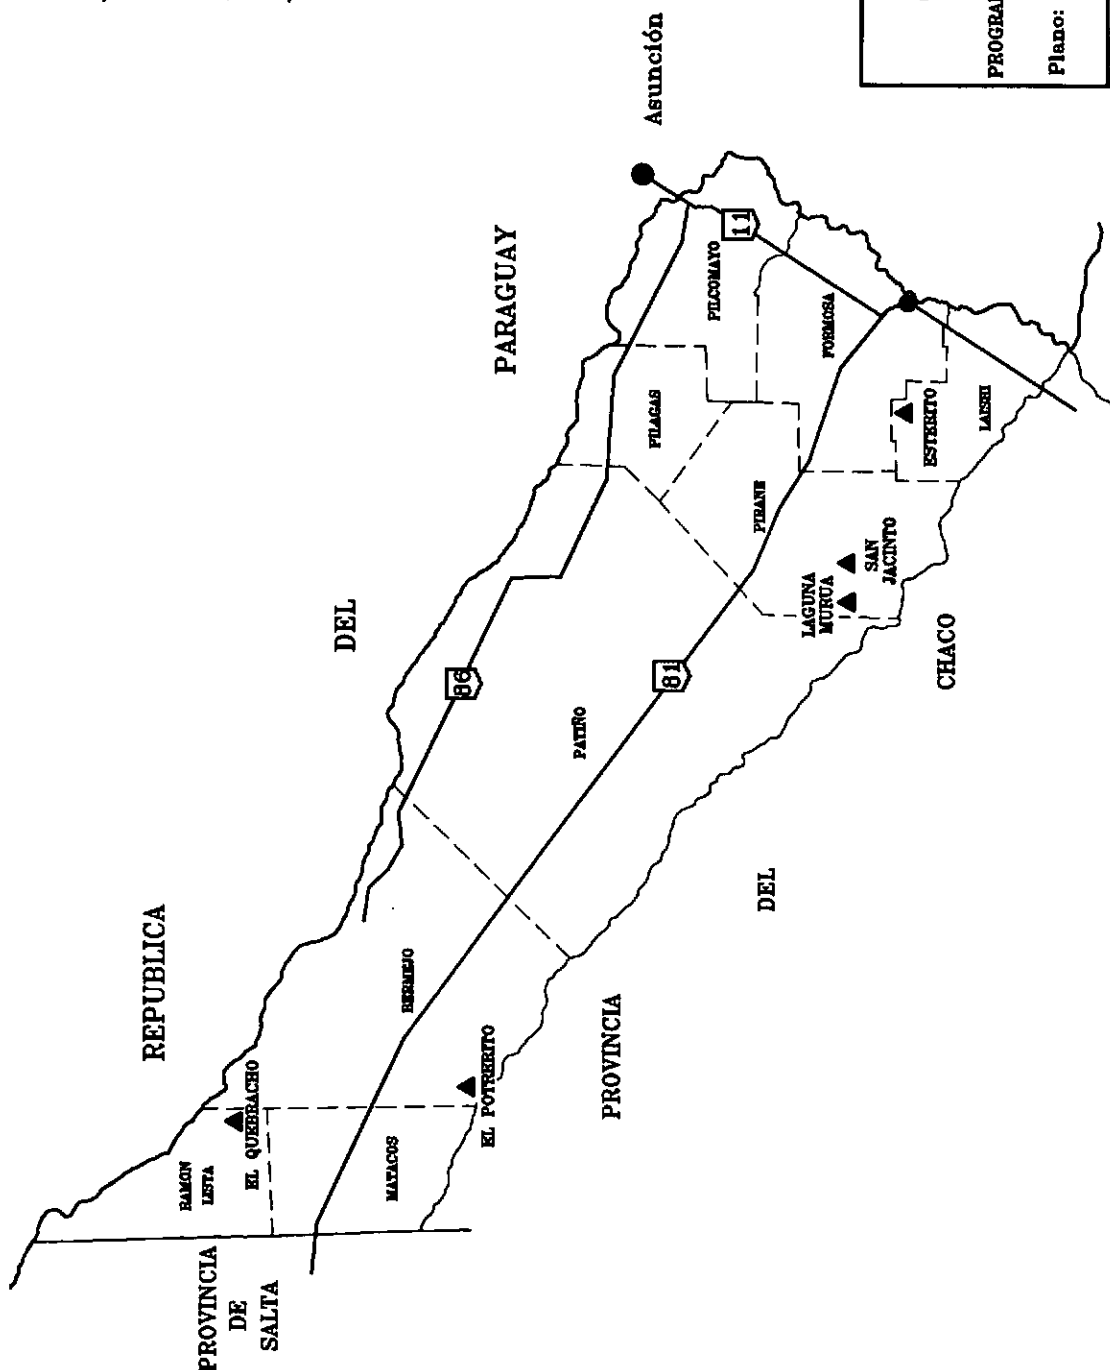 REPUBLICA
DEL
PARAGUAY
Asunción
PROVINCIA
DE
SALTA
RAMON
LISTA
EL QUEBRACHO
MATACOS
EL POTRERITO
BERMEJO
PATIÑO
86
81
11
PILAGAS
PILCOMAYO
PIRANE
FORMOSA
LAGUNA
MURUA
SAN
JACINTO
ESTERITO
LAISHI
PROVINCIA
DEL
CHACO
Plano: